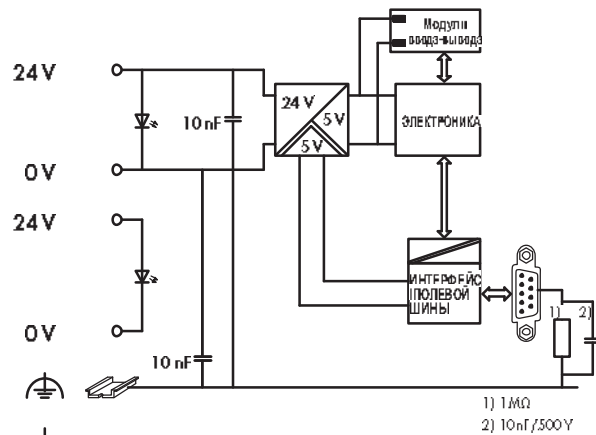 24 V
0 V
24 V
0 V
10 nF
10 nF
24 V
5 V
5 V
Модули
ввода-вывода
ЭЛЕКТРОНИКА
ИНТЕРФЕЙС
ПОЛЕВОЙ
ШИНЫ
1)
2)
1) 1MΩ
2) 10nF/500V